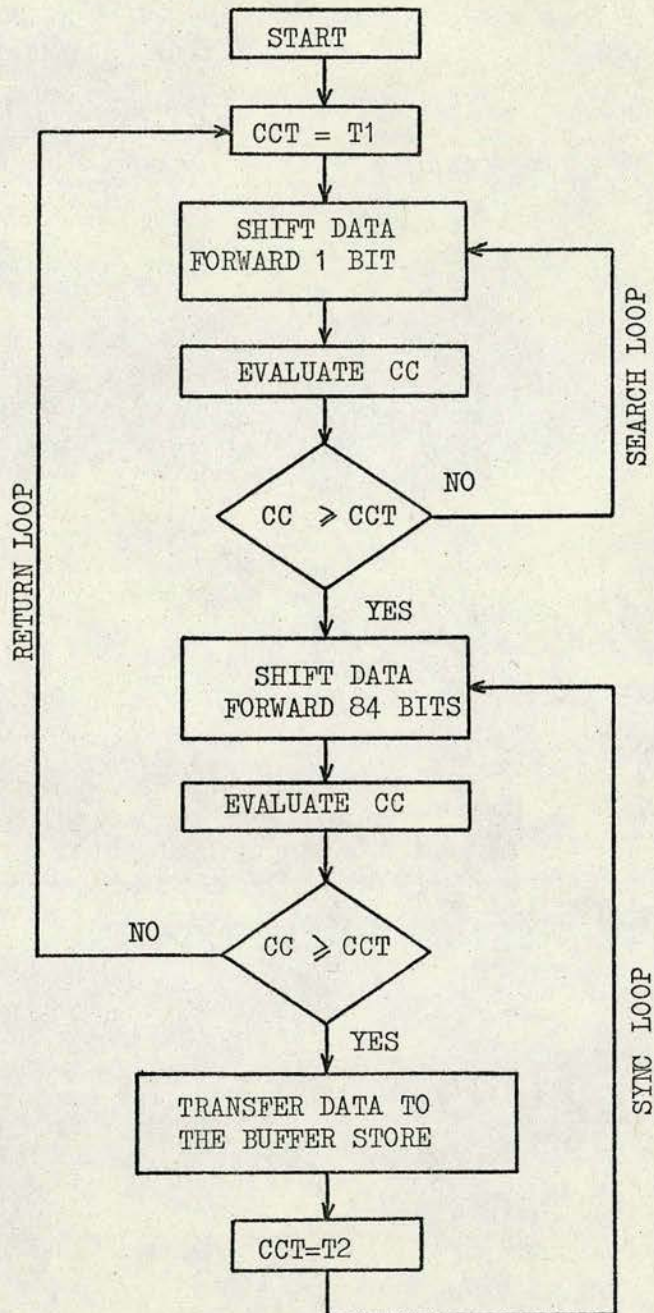 START
CCT = T1
SHIFT DATA
FORWARD 1 BIT
SEARCH LOOP
EVALUATE CC
NO
CC ⩾ CCT
RETURN LOOP
YES
SHIFT DATA
FORWARD 84 BITS
EVALUATE CC
NO
CC ⩾ CCT
SYNC LOOP
YES
TRANSFER DATA TO
THE BUFFER STORE
CCT=T2